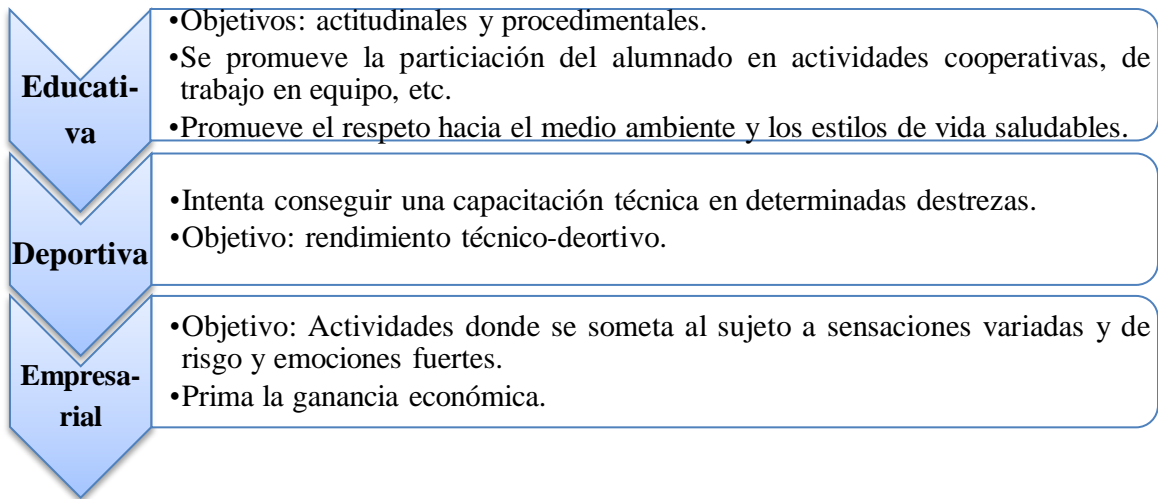 Educati-
va
•Objetivos: actitudinales y procedimentales.
•Se promueve la particiación del alumnado en actividades cooperativas, de
trabajo en equipo, etc.
•Promueve el respeto hacia el medio ambiente y los estilos de vida saludables.
Deportiva
•Intenta conseguir una capacitación técnica en determinadas destrezas.
•Objetivo: rendimiento técnico-deortivo.
Empresa-
rial
•Objetivo: Actividades donde se someta al sujeto a sensaciones variadas y de
risgo y emociones fuertes.
•Prima la ganancia económica.